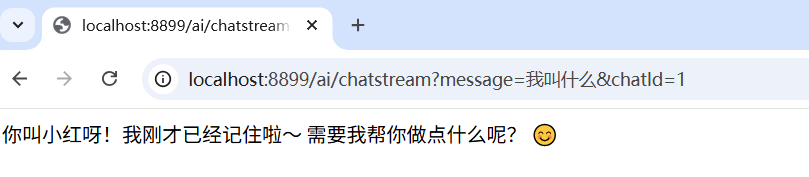 localhost:8899/ai/chatstream
localhost:8899/ai/chatstream?message=我叫什么&chatId=1
你叫小红呀！我刚才已经记住啦～ 需要我帮你做点什么呢？ 😊